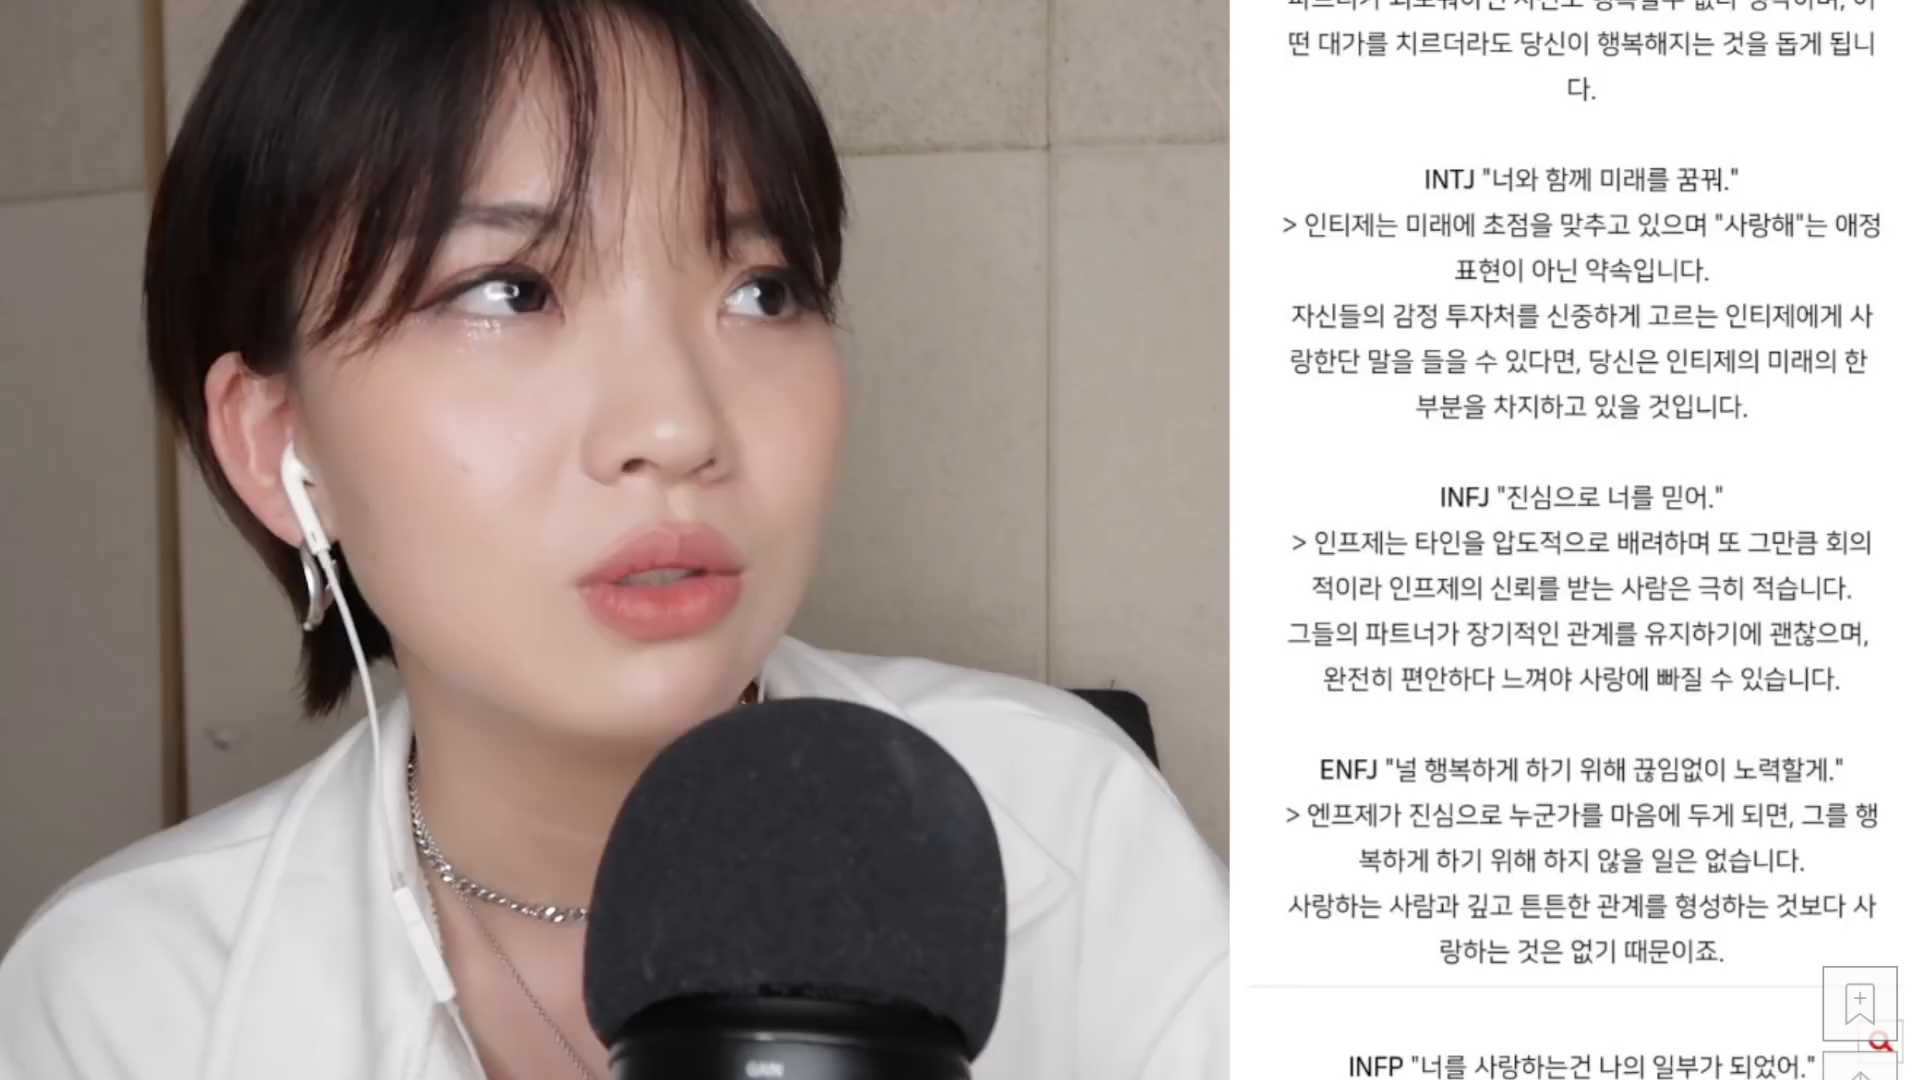 떤 대가를 치르더라도 당신이 행복해지는 것을 돕게 됩니
다.
INTJ "너와 함께 미래를 꿈꿔."
> 인티제는 미래에 초점을 맞추고 있으며 "사랑해"는 애정
표현이 아닌 약속입니다.
자신들의 감정 투자처를 신중하게 고르는 인티제에게 사
랑한단 말을 들을 수 있다면, 당신은 인티제의 미래의 한
부분을 차지하고 있을 것입니다.
INFJ "진심으로 너를 믿어."
> 인프제는 타인을 압도적으로 배려하며 또 그만큼 회의
적이라 인프제의 신뢰를 받는 사람은 극히 적습니다.
그들의 파트너가 장기적인 관계를 유지하기에 괜찮으며,
완전히 편안하다 느껴야 사랑에 빠질 수 있습니다.
ENFJ "널 행복하게 하기 위해 끊임없이 노력할게."
> 엔프제가 진심으로 누군가를 마음에 두게 되면, 그를 행
복하게 하기 위해 하지 않을 일은 없습니다.
사랑하는 사람과 깊고 튼튼한 관계를 형성하는 것보다 사
랑하는 것은 없기 때문이죠.
INFP "너를 사랑하는건 나의 일부가 되었어."
GAIN